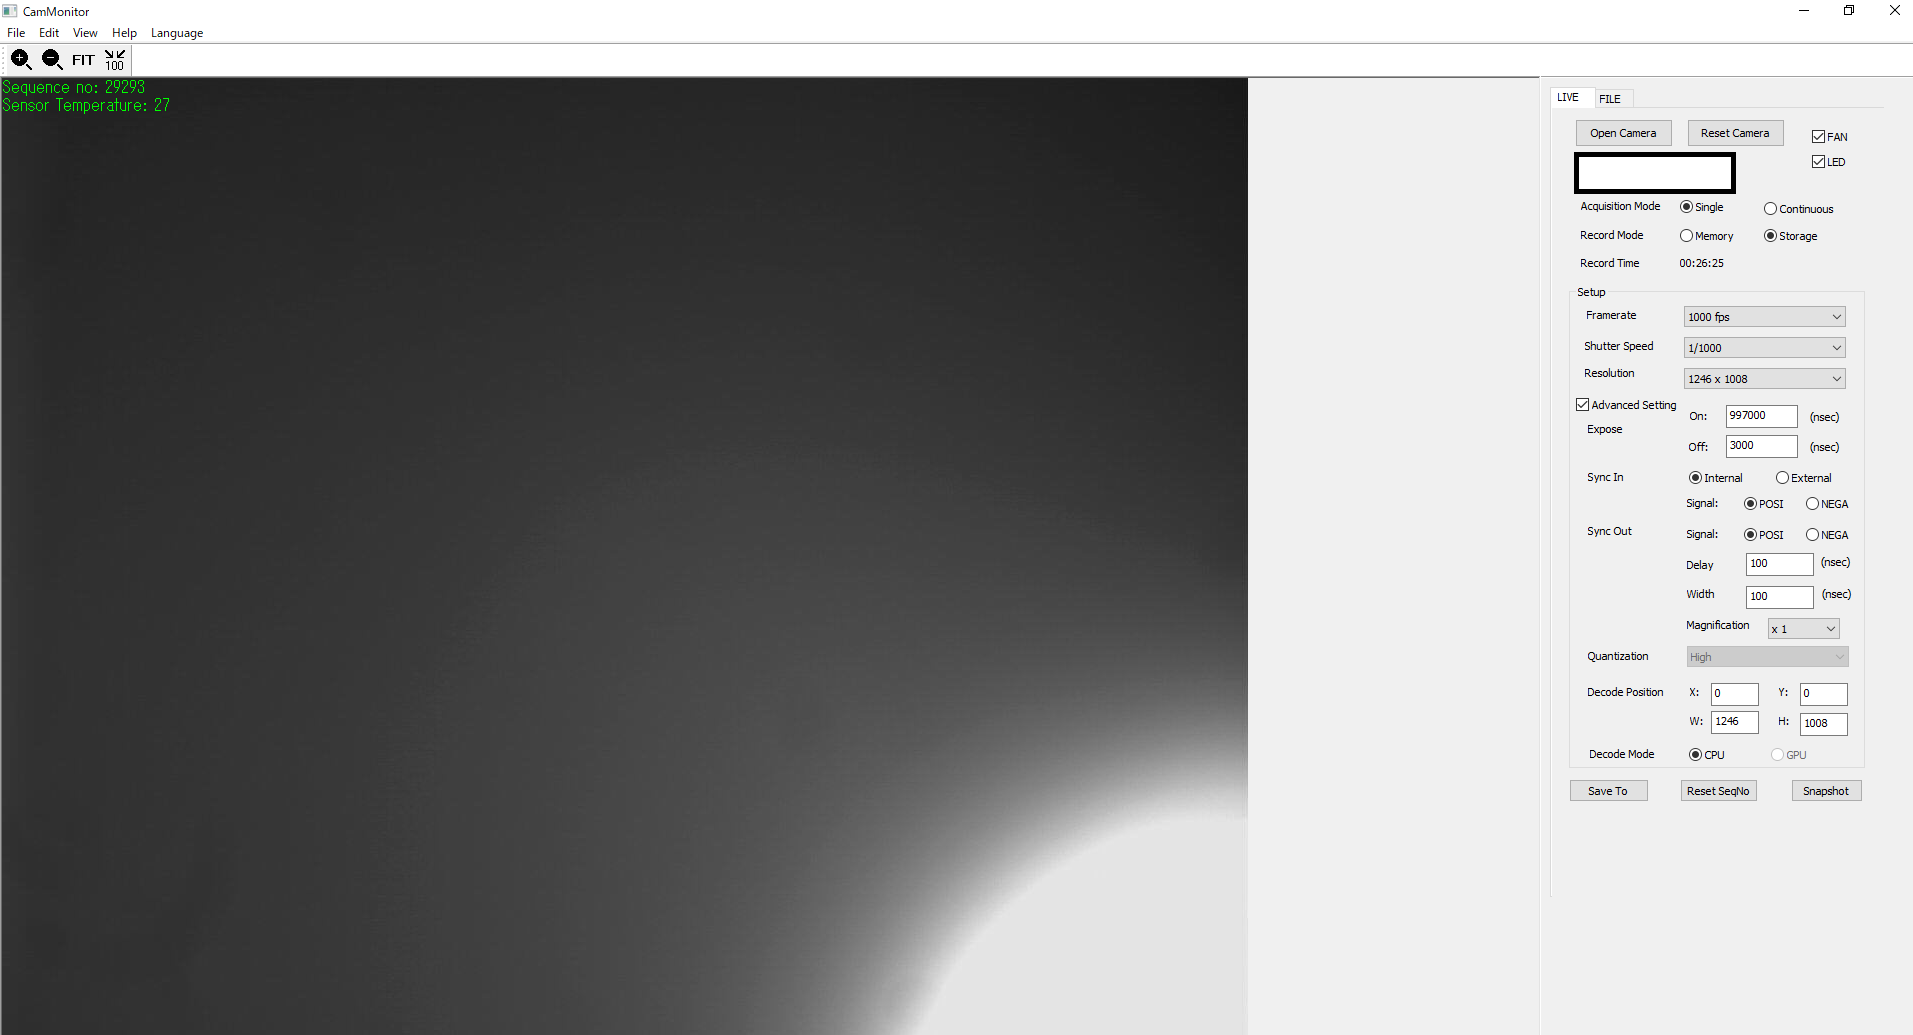 CamMonitor
File Edit View Help Language
FIT 100
Sequence no: 29293
Sensor Temperature: 27
LIVE FILE
Open Camera Reset Camera FAN
LED
Acquisition Mode Single Continuous
Record Mode Memory Storage
Record Time 00:26:25
Setup
Framerate 1000 fps
Shutter Speed 1/1000
Resolution 1246 x 1008
Advanced Setting On: 997000 (nsec)
Expose
Off: 3000 (nsec)
Sync In Internal External
Signal: POSI NEGA
Sync Out Signal: POSI NEGA
Delay 100 (nsec)
Width 100 (nsec)
Magnification x 1
Quantization High
Decode Position X: 0 Y: 0
W: 1246 H: 1008
Decode Mode CPU GPU
Save To Reset SeqNo Snapshot